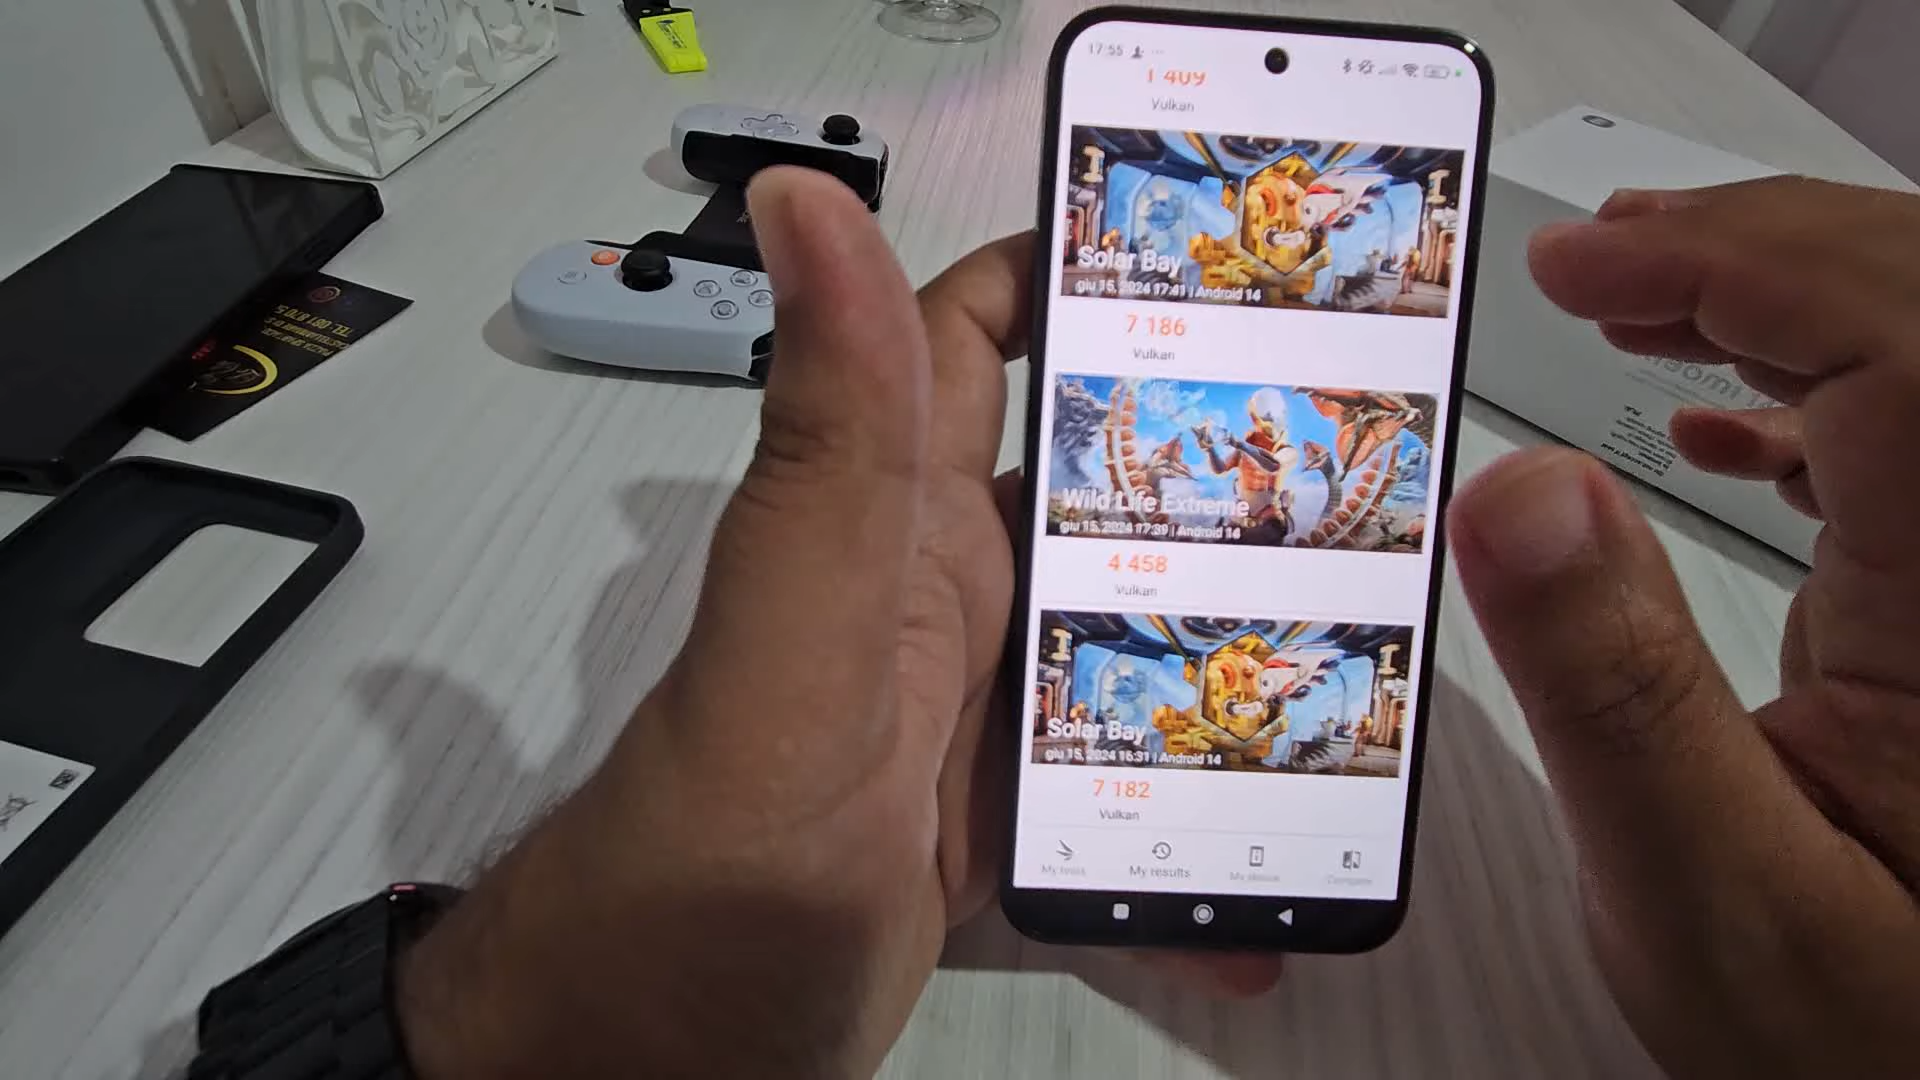 17:55
1 409
Vulkan
Solar Bay
giu 15, 2024 17:41 | Android 14
7 186
Vulkan
Wild Life Extreme
giu 15, 2024 17:39 | Android 14
4 458
Vulkan
Solar Bay
giu 15, 2024 16:31 | Android 14
7 182
Vulkan
My tests
My results
My device
Compare